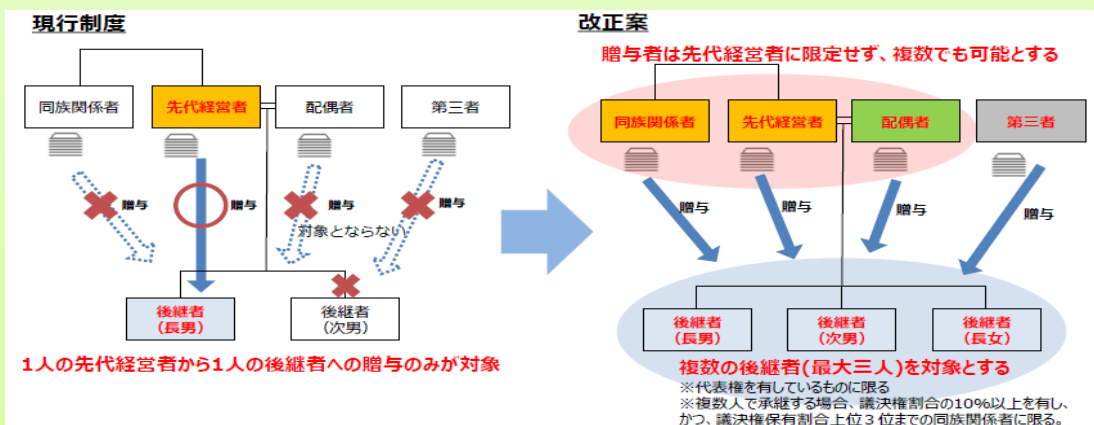 現行制度
同族関係者
先代経営者
配偶者
第三者
贈与
贈与
贈与
贈与
対象とならない
後継者
(長男)
後継者
(次男)
1人の先代経営者から1人の後継者への贈与のみが対象
改正案
贈与者は先代経営者に限定せず、複数でも可能とする
同族関係者
先代経営者
配偶者
第三者
贈与
贈与
贈与
贈与
後継者
(長男)
後継者
(次男)
後継者
(長女)
複数の後継者(最大三人)を対象とする
※代表権を有しているものに限る
※複数人で承継する場合、議決権割合の10%以上を有し、
かつ、議決権保有割合上位3位までの同族関係者に限る。